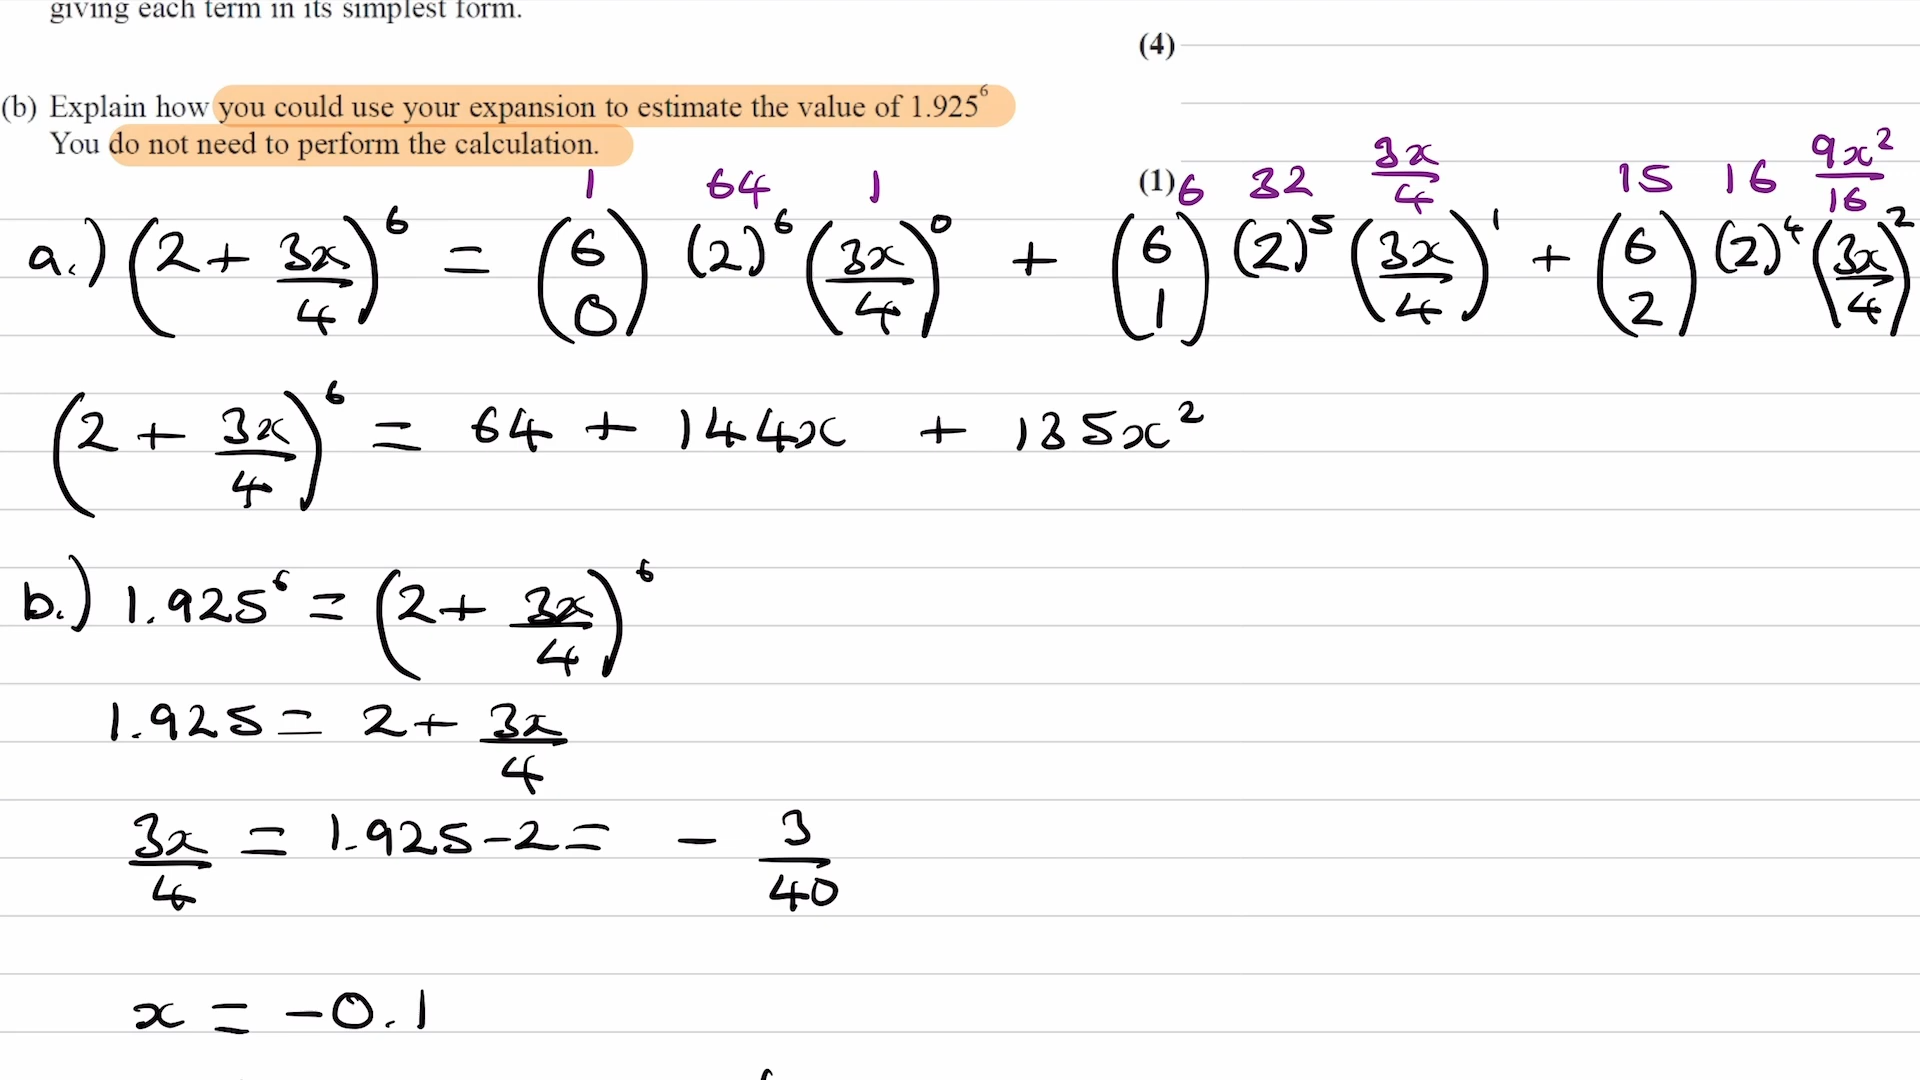 giving each term in its simplest form.
(4)
(b) Explain how you could use your expansion to estimate the value of 1.925⁶
You do not need to perform the calculation.
(1)
1 64 1 6 32 3x/4 15 16 9x²/16
a.) (2 + 3x/4)⁶ = (6 0) (2)⁶ (3x/4)⁰ + (6 1) (2)⁵ (3x/4)¹ + (6 2) (2)⁴ (3x/4)²
(2 + 3x/4)⁶ = 64 + 144x + 135x²
b.) 1.925⁶ = (2 + 3x/4)⁶
1.925 = 2 + 3x/4
3x/4 = 1.925 - 2 = - 3/40
x = -0.1